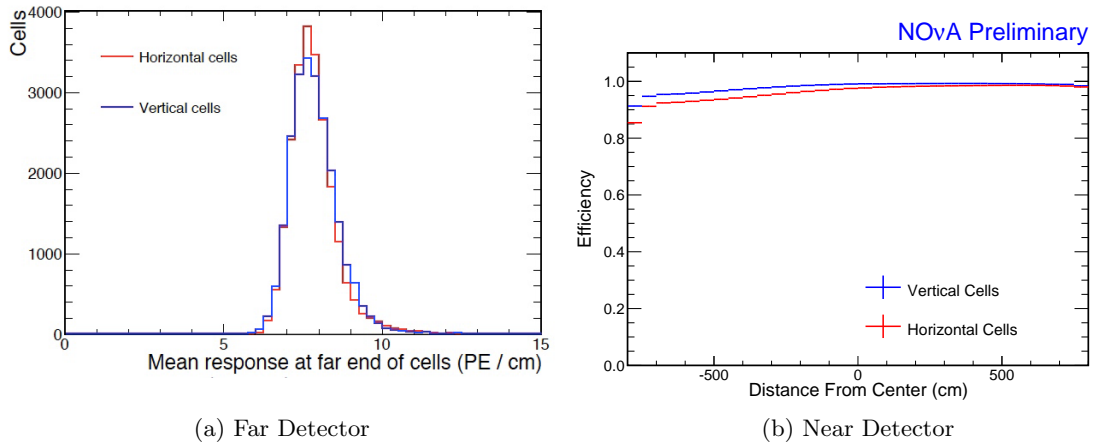 Cells
4000
3000
2000
1000
0
Horizontal cells
Vertical cells
0 5 10 15
Mean response at far end of cells (PE / cm)
(a) Far Detector
NOνA Preliminary
Efficiency
1.0
0.8
0.6
0.4
0.2
0.0
Vertical Cells
Horizontal Cells
-500 0 500
Distance From Center (cm)
(b) Near Detector